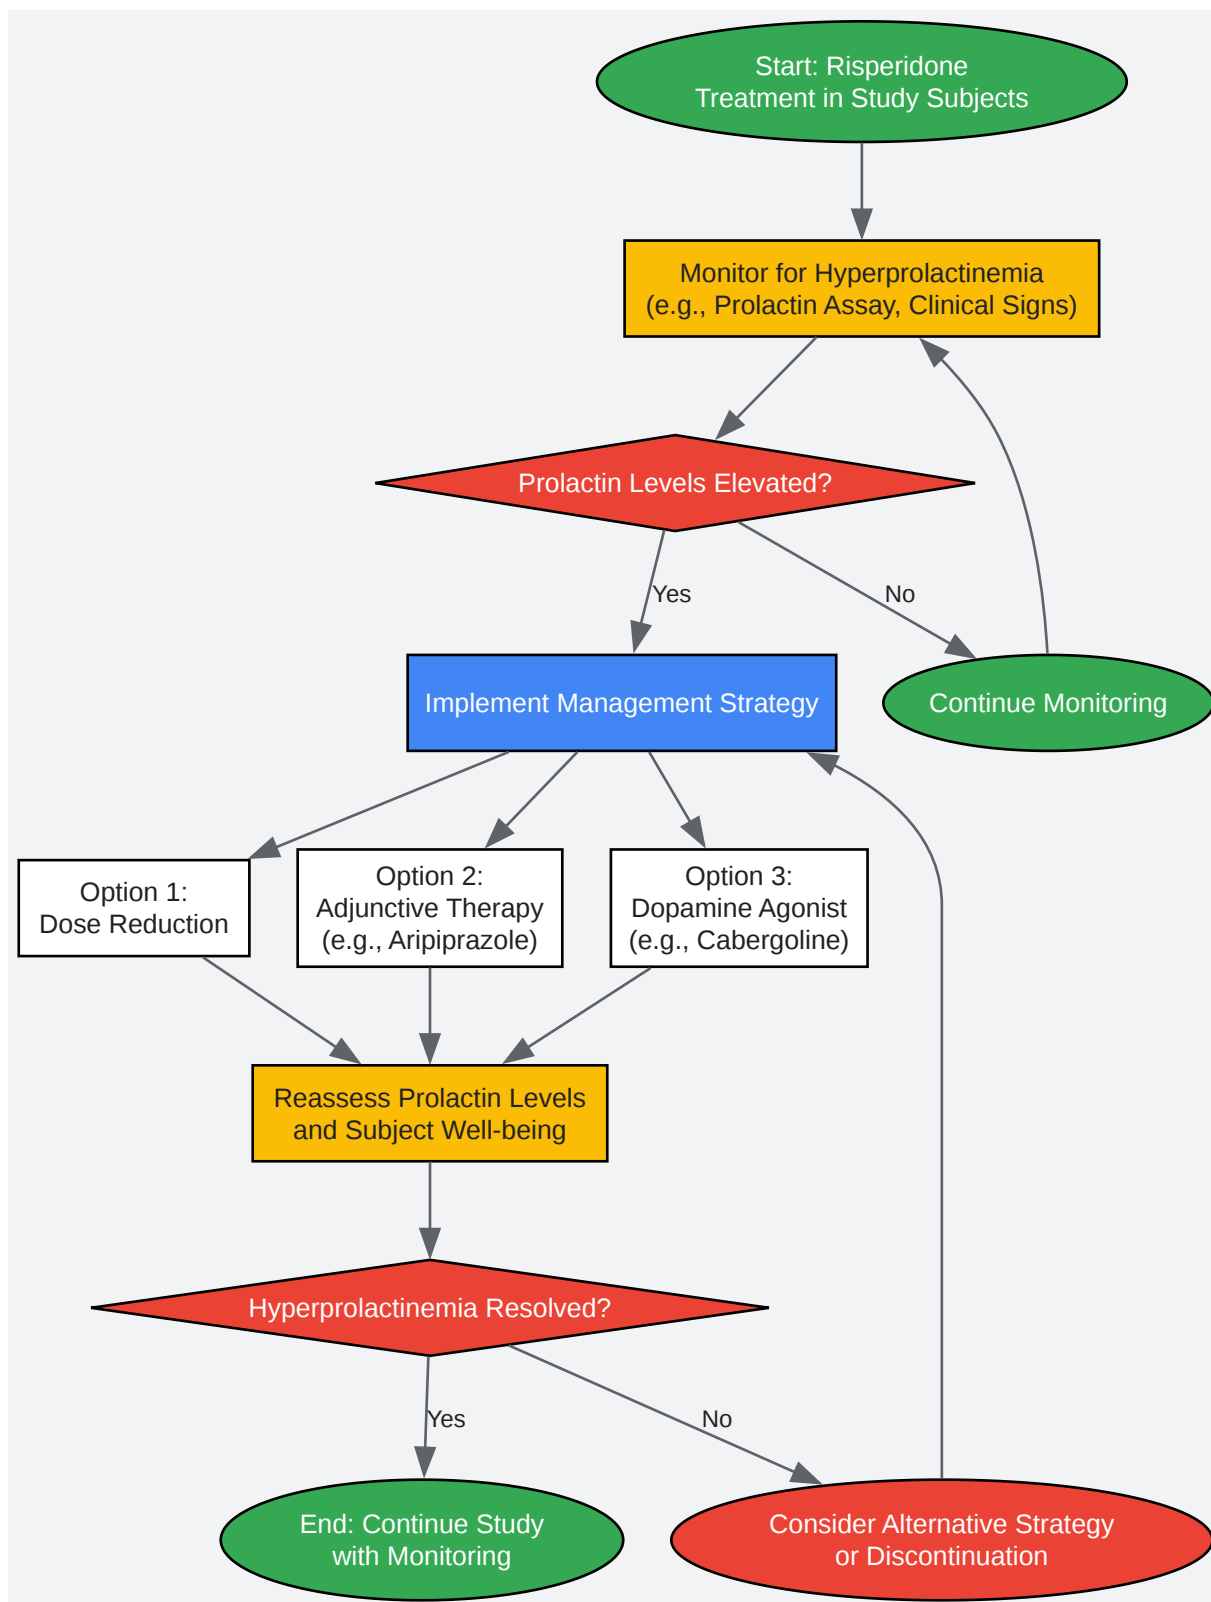 Start: Risperidone
Treatment in Study Subjects
Monitor for Hyperprolactinemia
(e.g., Prolactin Assay, Clinical Signs)
Prolactin Levels Elevated?
Yes
No
Implement Management Strategy
Continue Monitoring
Option 1:
Dose Reduction
Option 2:
Adjunctive Therapy
(e.g., Aripiprazole)
Option 3:
Dopamine Agonist
(e.g., Cabergoline)
Reassess Prolactin Levels
and Subject Well-being
Hyperprolactinemia Resolved?
Yes
No
End: Continue Study
with Monitoring
Consider Alternative Strategy
or Discontinuation